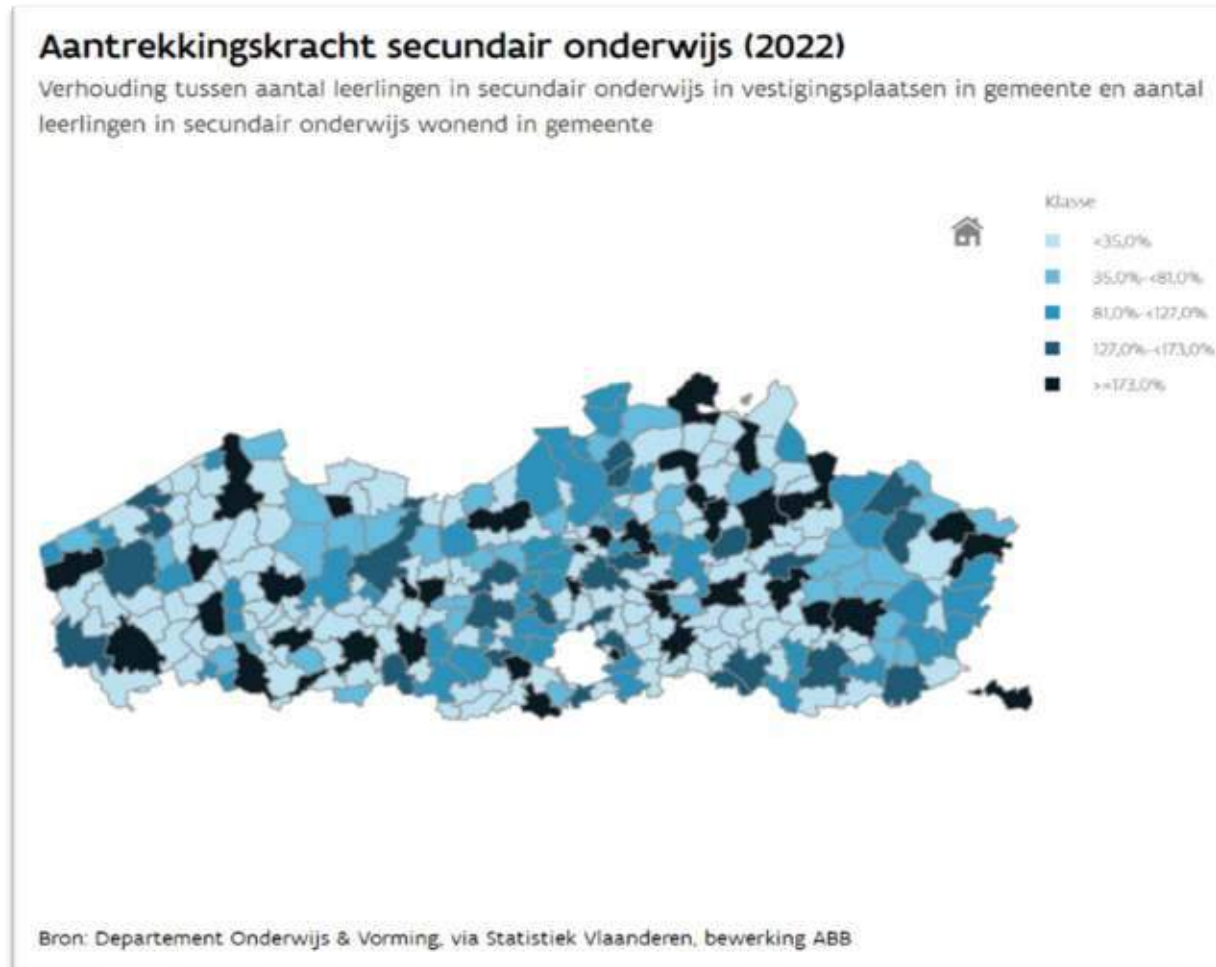 Aantrekkingskracht secundair onderwijs (2022)
Verhouding tussen aantal leerlingen in secundair onderwijs in vestigingsplaatsen in gemeente en aantal
leerlingen in secundair onderwijs wonend in gemeente
Klasse
<35,0%
35,0%-<81,0%
81,0%-<127,0%
127,0%-<173,0%
>=173,0%
Bron: Departement Onderwijs & Vorming, via Statistiek Vlaanderen, bewerking ABB